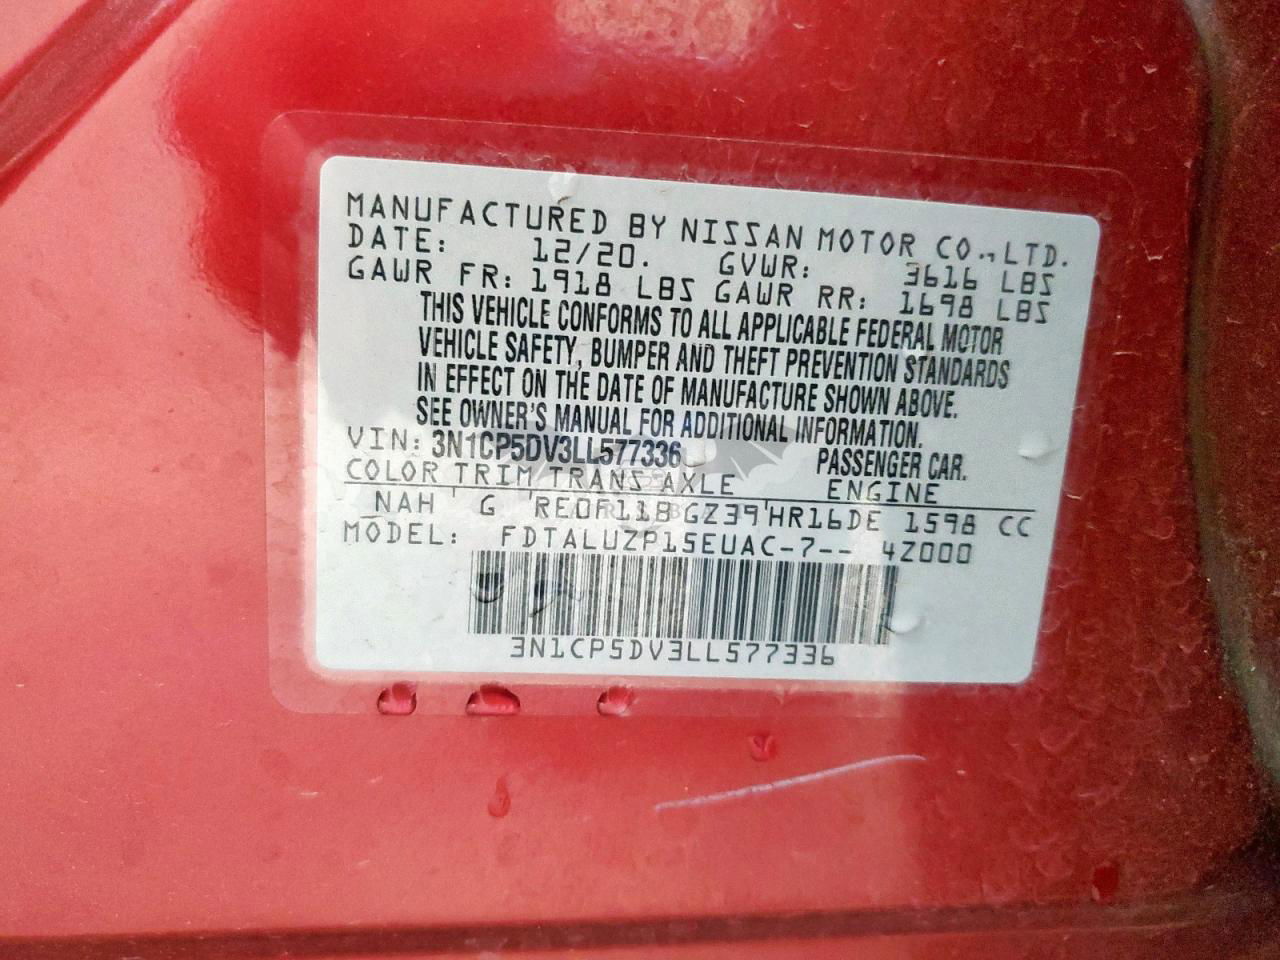 MANUFACTURED BY NISSAN MOTOR CO.,LTD.
DATE: 12/20. GVWR: 3616 LBS
GAWR FR: 1918 LBS GAWR RR: 1698 LBS
THIS VEHICLE CONFORMS TO ALL APPLICABLE FEDERAL MOTOR
VEHICLE SAFETY, BUMPER AND THEFT PREVENTION STANDARDS
IN EFFECT ON THE DATE OF MANUFACTURE SHOWN ABOVE.
SEE OWNER'S MANUAL FOR ADDITIONAL INFORMATION.
VIN: 3N1CP5DV3LL577336 PASSENGER CAR.
COLOR TRIM TRANS AXLE ENGINE
NAH G RE0F11B GZ39 HR16DE 1598 CC
MODEL: FDTALUZP15EUAC-7-- 4Z000
3N1CP5DV3LL577336